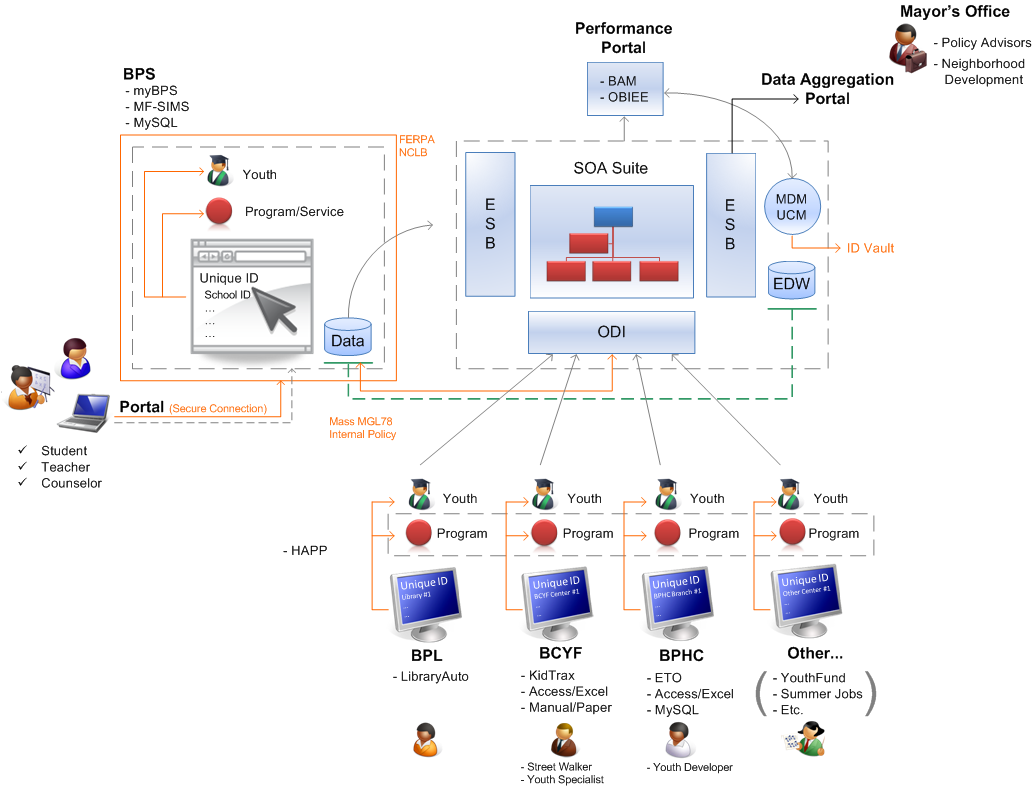 Mayor's Office
- Policy Advisors
- Neighborhood
Development
Performance
Portal
- BAM
- OBIEE
Data Aggregation
Portal
BPS
- myBPS
- MF-SIMS
- MySQL
FERPA
NCLB
Youth
Program/Service
Unique ID
School ID
...
...
...
Data
SOA Suite
E
S
B
E
S
B
MDM
UCM
ID Vault
EDW
ODI
Portal (Secure Connection)
Mass MGL78
Internal Policy
✓ Student
✓ Teacher
✓ Counselor
Youth
Youth
Youth
Youth
Program
Program
Program
Program
- HAPP
Unique ID
Library #1
...
...
Unique ID
BCYF Center #1
...
...
Unique ID
BPHC Branch #1
...
...
Unique ID
Other Center #1
...
...
BPL
- LibraryAuto
BCYF
- KidTrax
- Access/Excel
- Manual/Paper
- Street Walker
- Youth Specialist
BPHC
- ETO
- Access/Excel
- MySQL
- Youth Developer
Other...
( - YouthFund
- Summer Jobs
- Etc. )